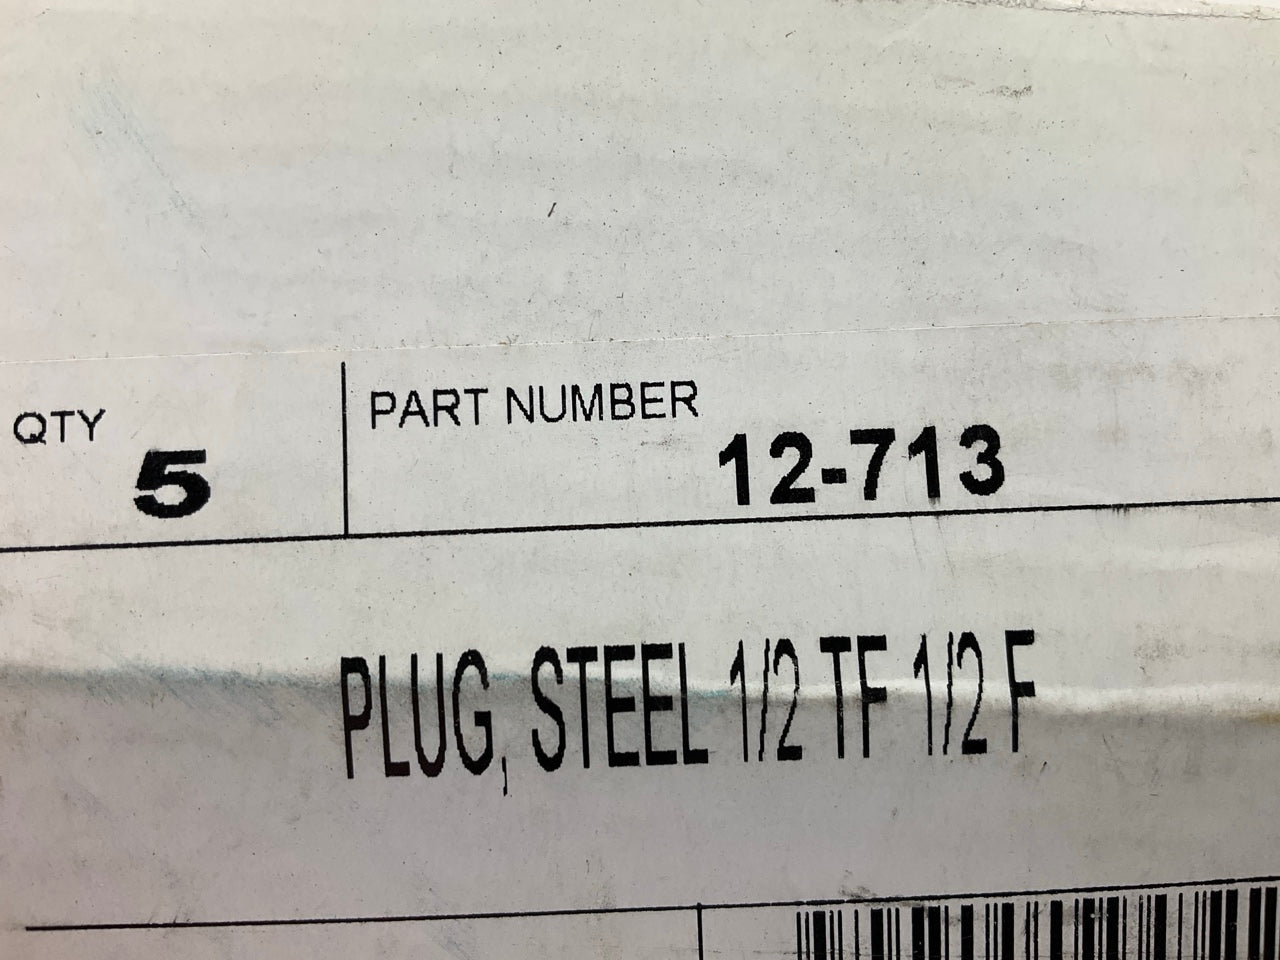 QTY
5
PART NUMBER
12-713
PLUG, STEEL 1/2 TF 1/2 F